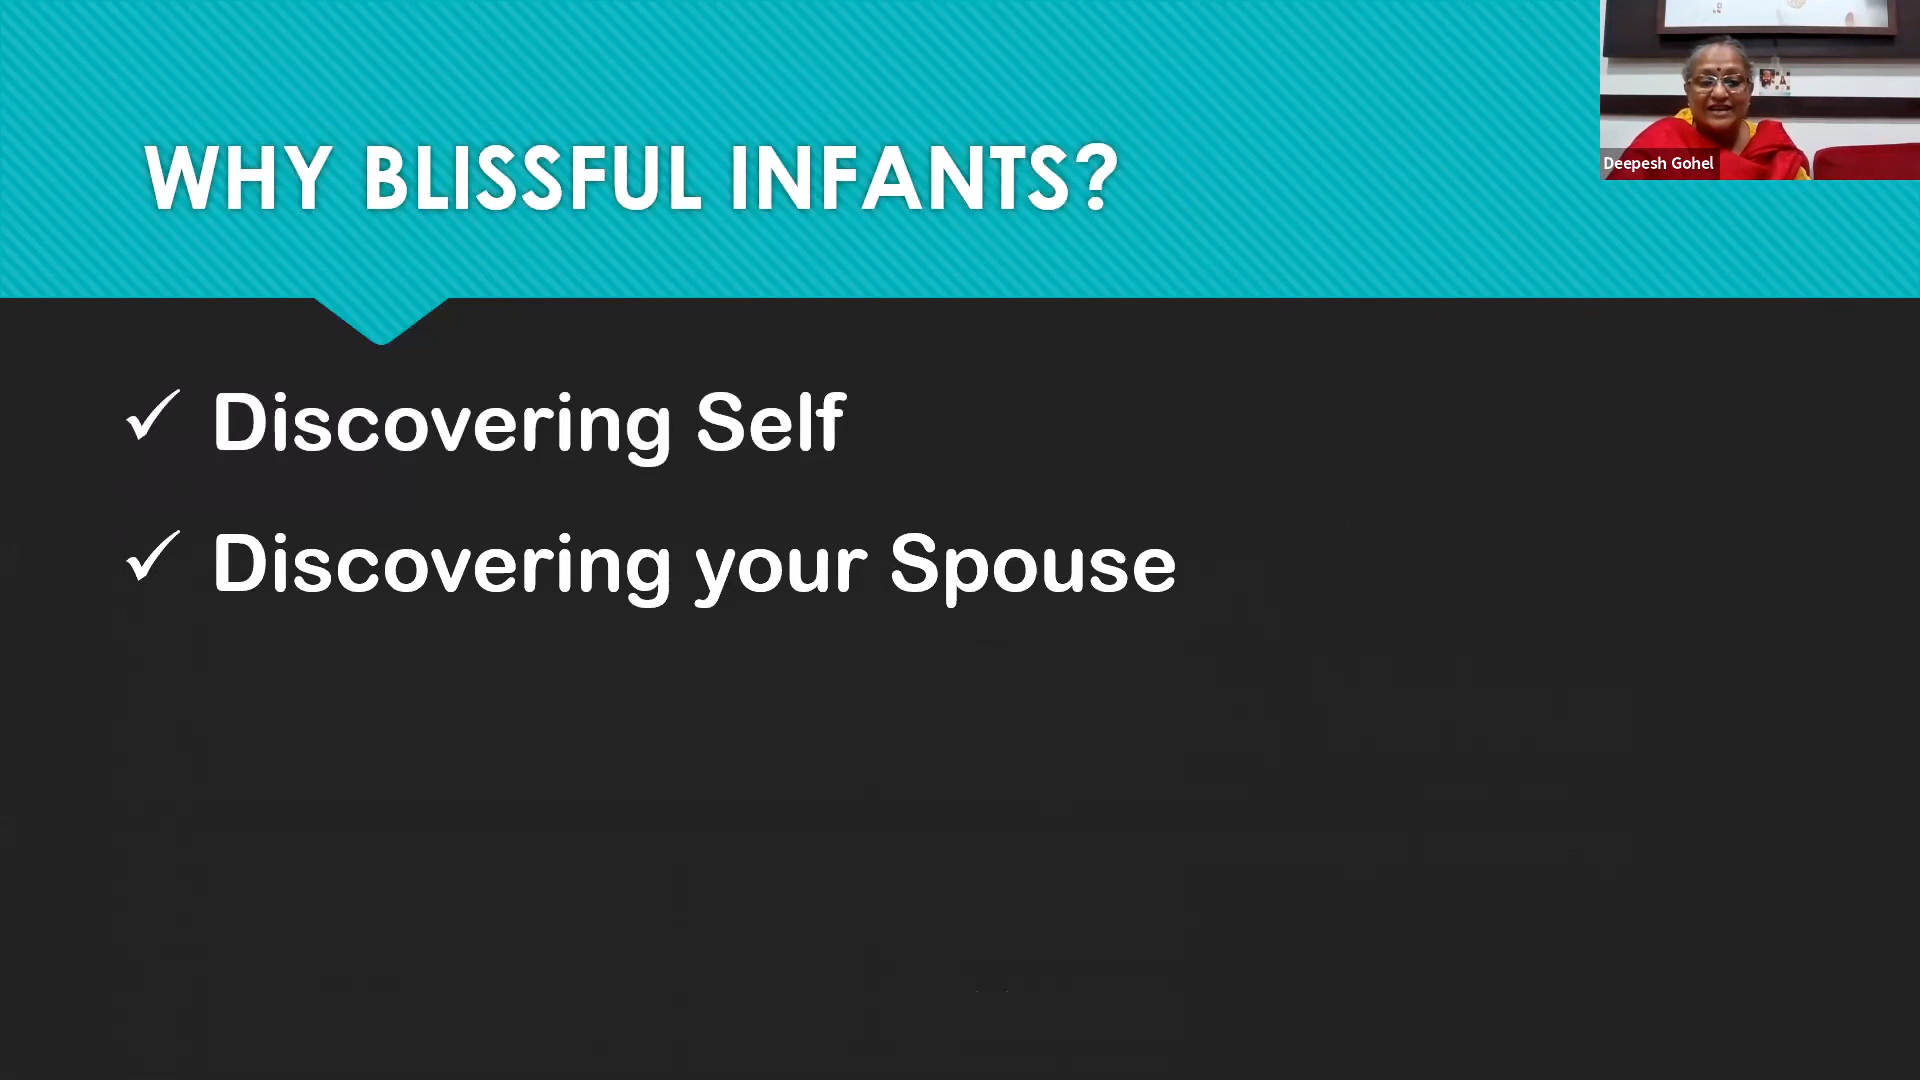 WHY BLISSFUL INFANTS?
Deepesh Gohel
✓ Discovering Self
✓ Discovering your Spouse